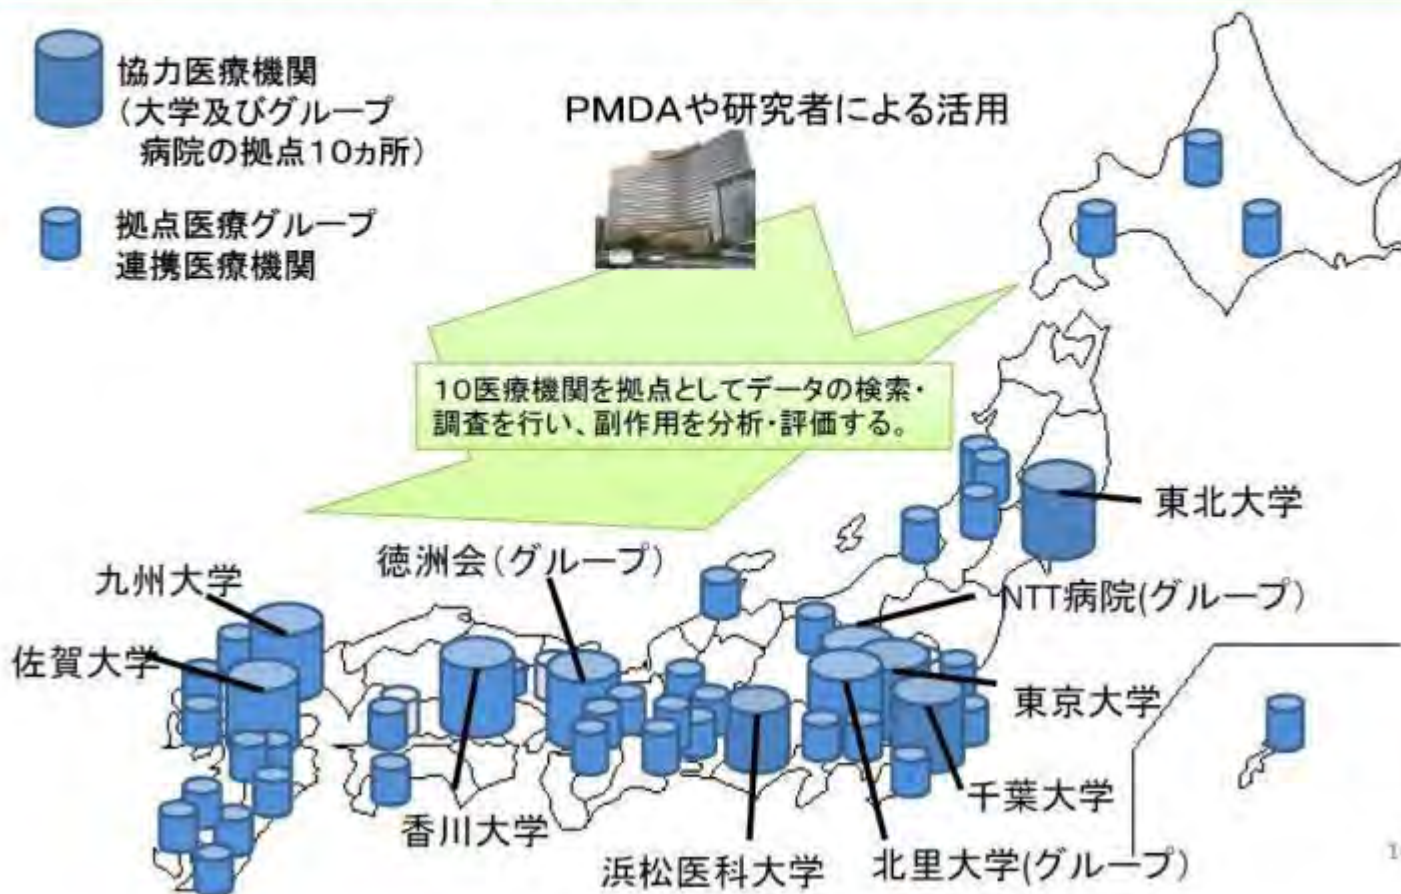 協力医療機関
(大学及びグループ
病院の拠点10ヵ所)
拠点医療グループ
連携医療機関
PMDAや研究者による活用
10医療機関を拠点としてデータの検索・
調査を行い、副作用を分析・評価する。
東北大学
徳洲会(グループ)
九州大学
NTT病院(グループ)
佐賀大学
東京大学
千葉大学
香川大学
浜松医科大学
北里大学(グループ)